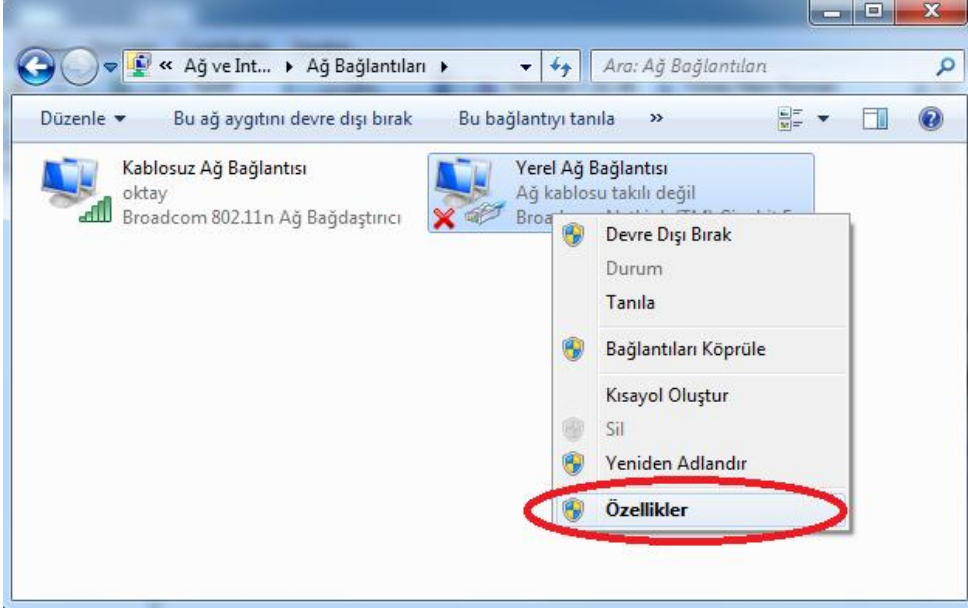 « Ağ ve Int... ▸ Ağ Bağlantıları ▸
Ara: Ağ Bağlantıları
Düzenle Bu ağ aygıtını devre dışı bırak Bu bağlantıyı tanıla »
Kablosuz Ağ Bağlantısı
oktay
Broadcom 802.11n Ağ Bağdaştırıcı
Yerel Ağ Bağlantısı
Ağ kablosu takılı değil
Devre Dışı Bırak
Durum
Tanıla
Bağlantıları Köprüle
Kısayol Oluştur
Sil
Yeniden Adlandır
Özellikler